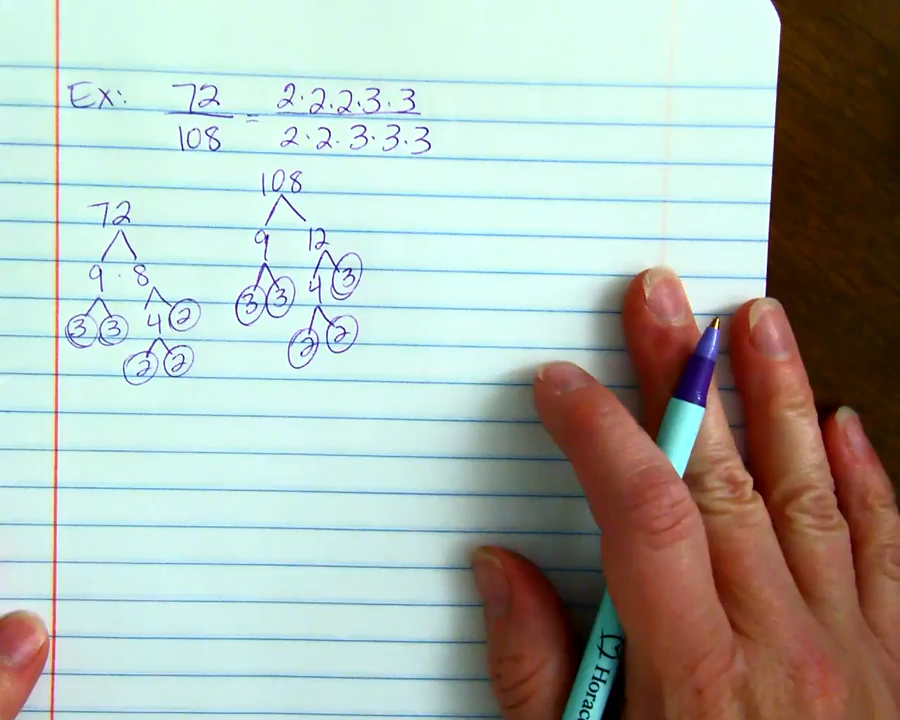 Ex: 72/108 = 2·2·2·3·3/2·2·3·3·3
108
72
9 12
9 · 8
3 3 4 3
3 3 4 2
2 2
2 2
Horac